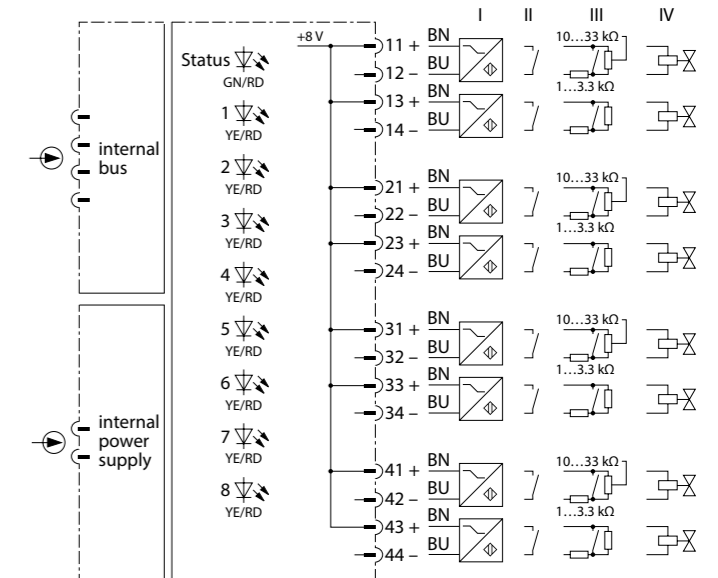 I II III IV
+8 V
11 + BN 10…33 kΩ
Status
12 – BU
GN/RD
1…3.3 kΩ
13 + BN
1
14 – BU
YE/RD
internal
bus
2
YE/RD
21 + BN 10…33 kΩ
22 – BU
3
1…3.3 kΩ
YE/RD
23 + BN
24 – BU
4
YE/RD
31 + BN 10…33 kΩ
5
32 – BU
YE/RD
1…3.3 kΩ
33 + BN
6
34 – BU
YE/RD
internal
power
supply
7
YE/RD
41 + BN 10…33 kΩ
8
42 – BU
YE/RD
1…3.3 kΩ
43 + BN
44 – BU